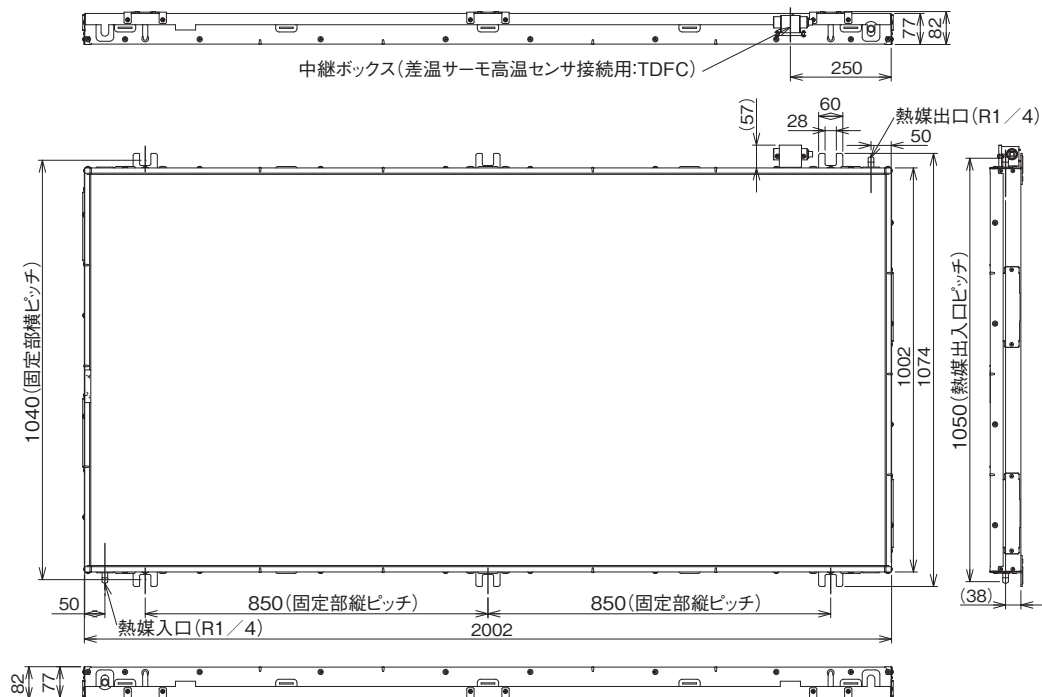 77
82
中継ボックス(差温サーモ高温センサ接続用:TDFC)
250
60
(57)
28
熱媒出口(R1／4)
50
1040(固定部横ピッチ)
1002
1074
1050(熱媒出入口ピッチ)
50
850(固定部縦ピッチ)
850(固定部縦ピッチ)
(38)
熱媒入口(R1／4)
2002
82
77